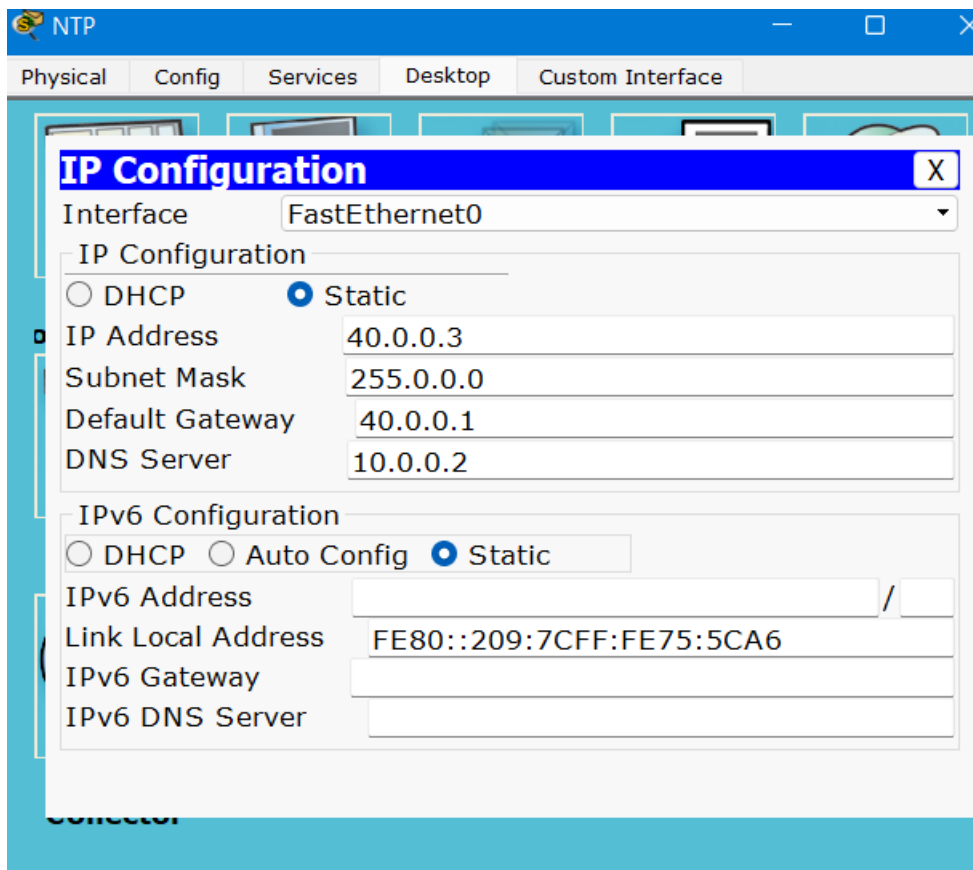 NTP
Physical Config Services Desktop Custom Interface
IP Configuration X
Interface FastEthernet0
IP Configuration
DHCP Static
IP Address 40.0.0.3
Subnet Mask 255.0.0.0
Default Gateway 40.0.0.1
DNS Server 10.0.0.2
IPv6 Configuration
DHCP Auto Config Static
IPv6 Address /
Link Local Address FE80::209:7CFF:FE75:5CA6
IPv6 Gateway
IPv6 DNS Server
Collector